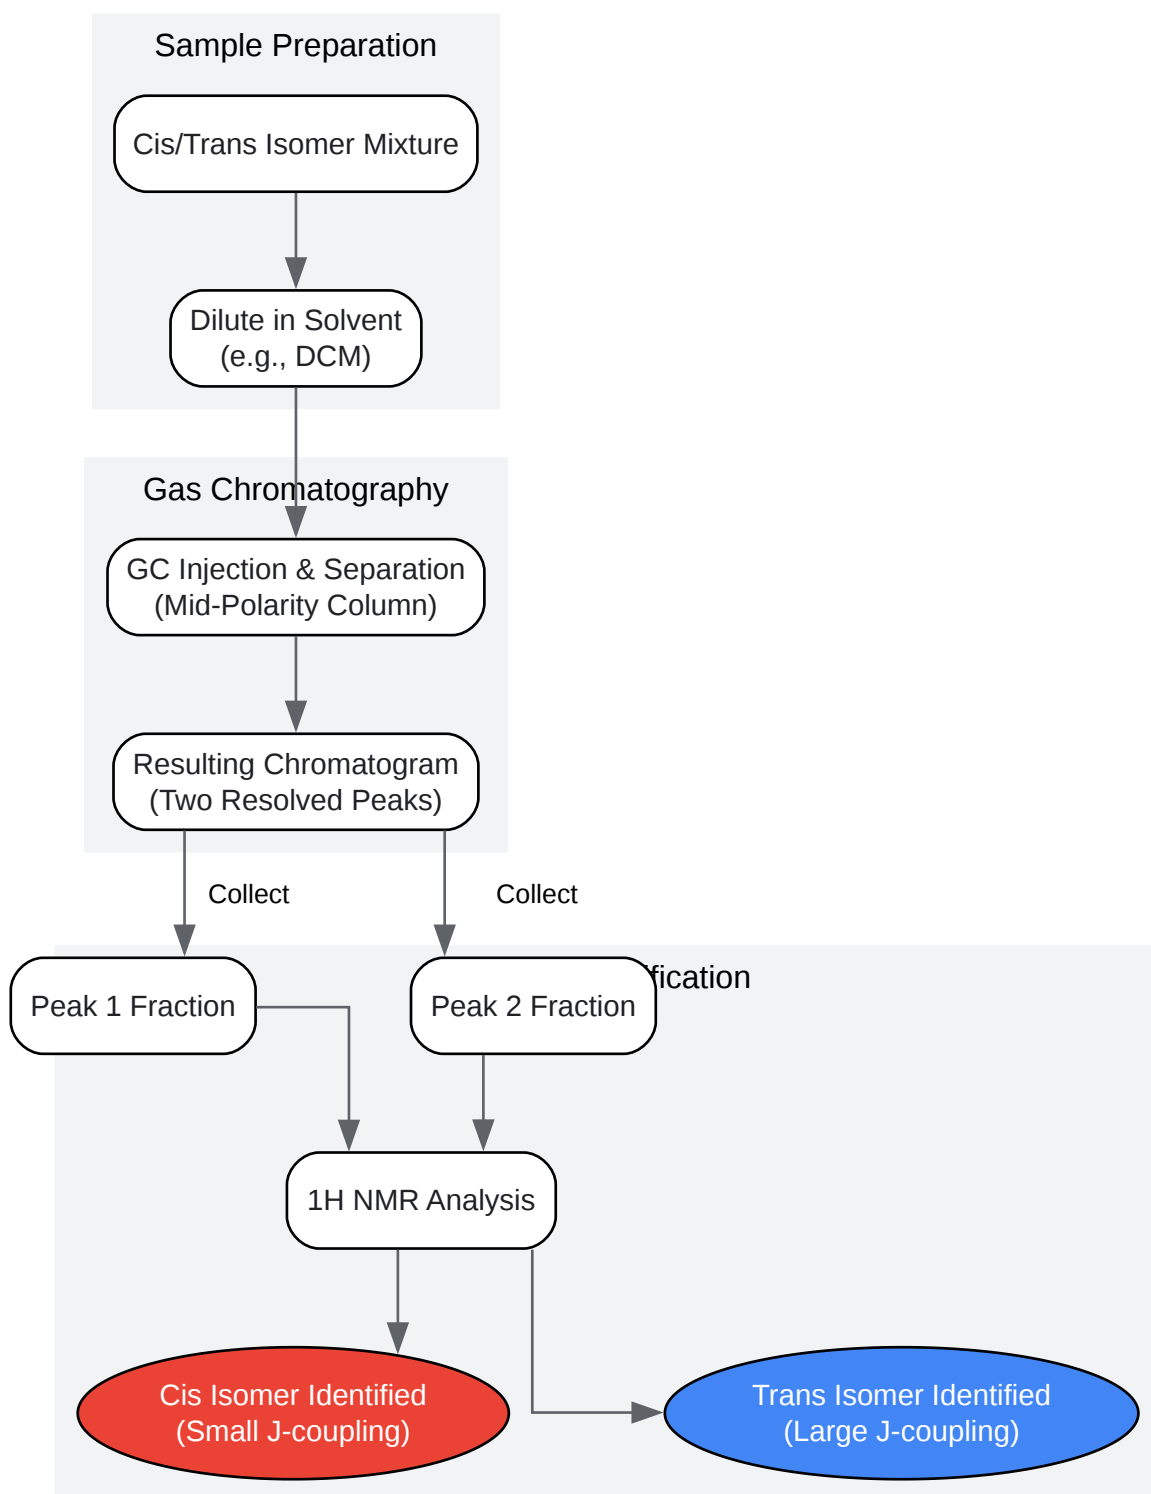 Sample Preparation
Cis/Trans Isomer Mixture
Dilute in Solvent
(e.g., DCM)
Gas Chromatography
GC Injection & Separation
(Mid-Polarity Column)
Resulting Chromatogram
(Two Resolved Peaks)
Collect
Collect
ification
Peak 1 Fraction
Peak 2 Fraction
1H NMR Analysis
Cis Isomer Identified
(Small J-coupling)
Trans Isomer Identified
(Large J-coupling)